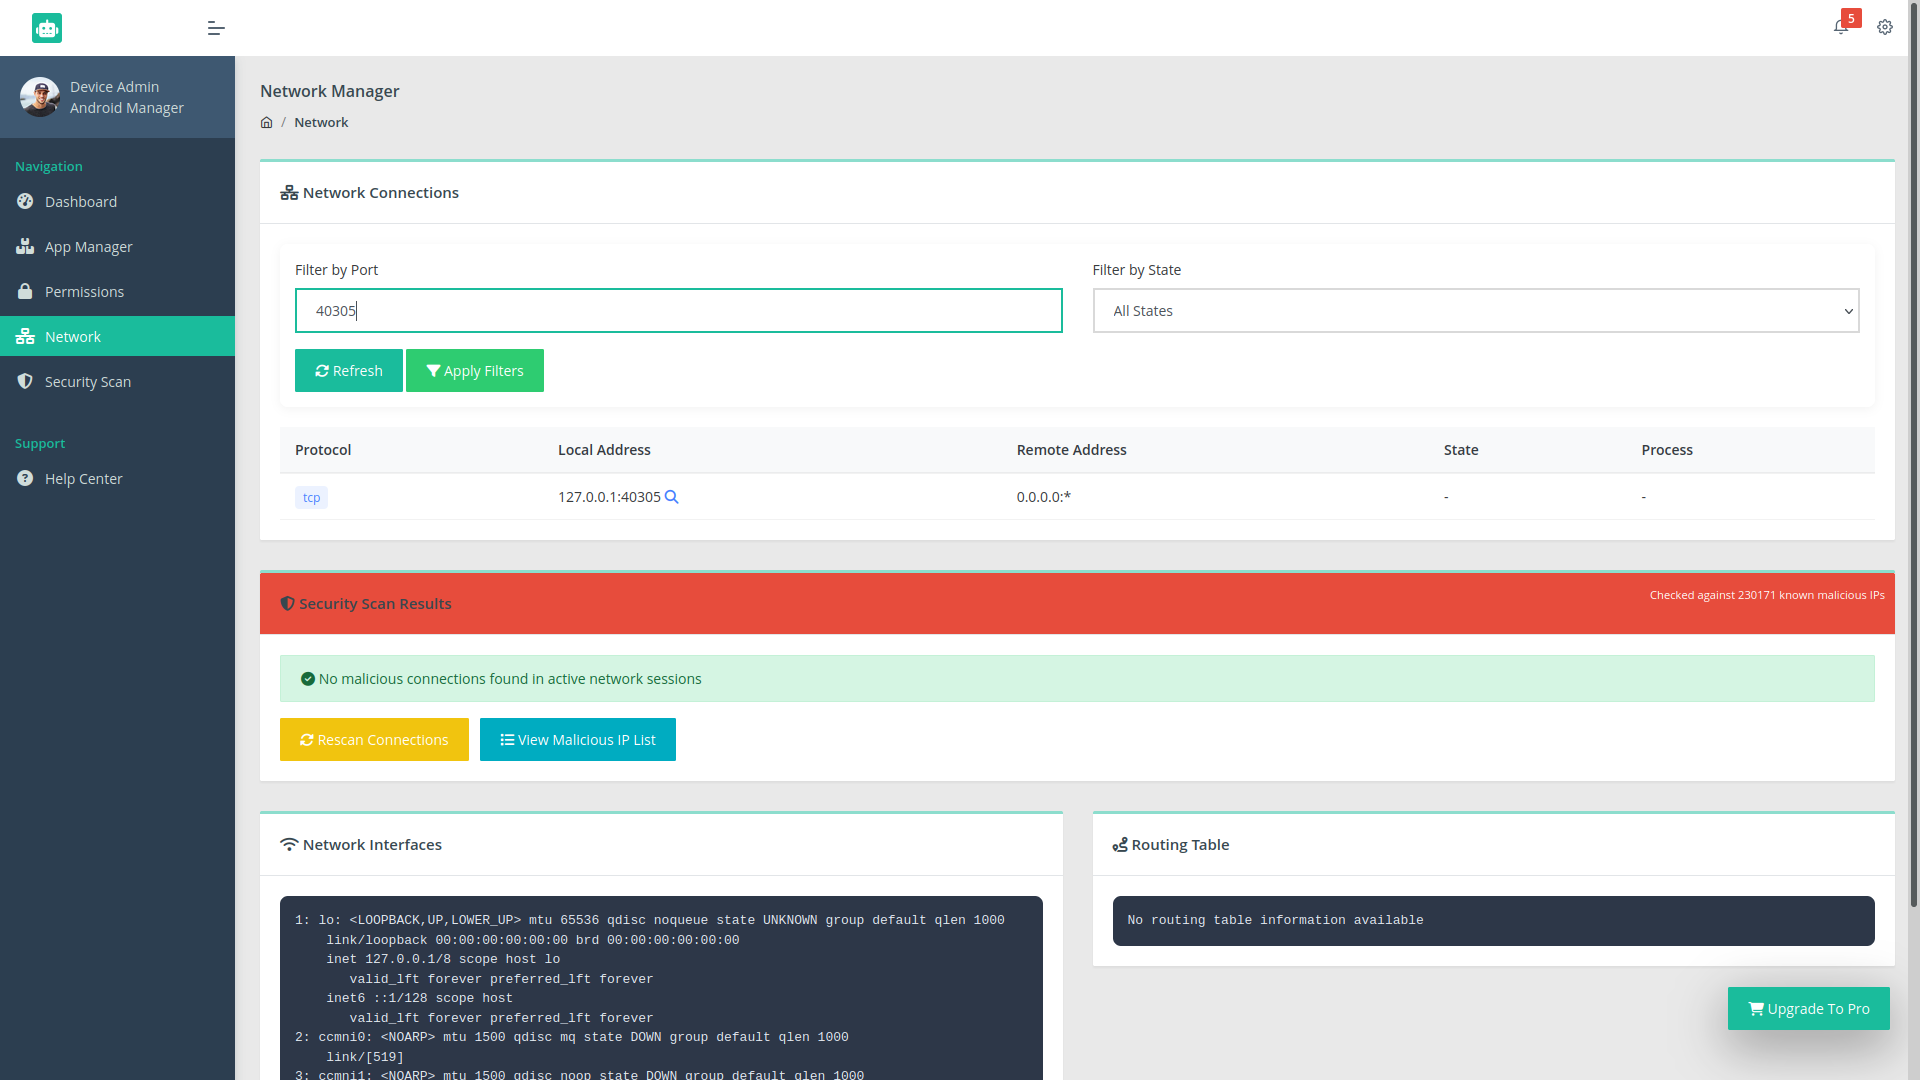 5
Device Admin
Android Manager
Navigation
Dashboard
App Manager
Permissions
Network
Security Scan
Support
Help Center
Network Manager
/ Network
Network Connections
Filter by Port
Filter by State
40305
All States
Refresh
Apply Filters
Protocol Local Address Remote Address State Process
tcp 127.0.0.1:40305 0.0.0.0:* - -
Security Scan Results
Checked against 230171 known malicious IPs
No malicious connections found in active network sessions
Rescan Connections
View Malicious IP List
Network Interfaces
1: lo: <LOOPBACK,UP,LOWER_UP> mtu 65536 qdisc noqueue state UNKNOWN group default qlen 1000
link/loopback 00:00:00:00:00:00 brd 00:00:00:00:00:00
inet 127.0.0.1/8 scope host lo
valid_lft forever preferred_lft forever
inet6 ::1/128 scope host
valid_lft forever preferred_lft forever
2: ccmni0: <NOARP> mtu 1500 qdisc mq state DOWN group default qlen 1000
link/[519]
3: ccmni1: <NOARP> mtu 1500 qdisc noop state DOWN group default qlen 1000
Routing Table
No routing table information available
Upgrade To Pro